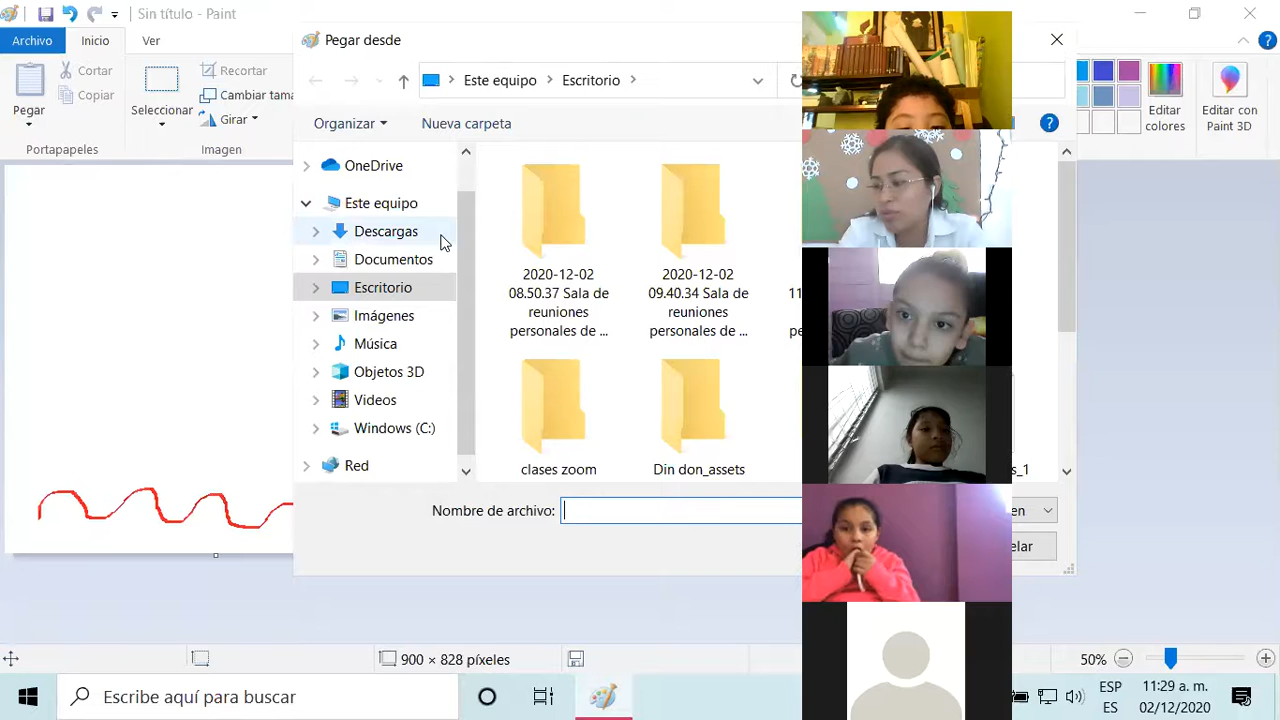 Sin título - Paint
Pegar desde
Archivo
Inicio
Recortar
Este equipo
Escritorio
Cambiar tama
Pegar
Seleccionar
Girar
Organizar
Nueva carpeta
Editar
colores
Editar con
Paint 3D
Portapapeles
OneDrive
Este equipo
Descargas
Documentos
Escritorio
Imágenes
Música
Objetos 3D
Videos
Windows (C:)
Red
2020-12-02
08.50.37 Sala de
reuniones
personales de ...
2020-12-02
09.40.34 Sala de
reuniones
personales de ...
clases zoom
Din don_assets
Nombre de archivo:
900 × 828 píxeles
50%
Escribe aquí para buscar
ESP
ES
11:29 a. m.
02/12/2020